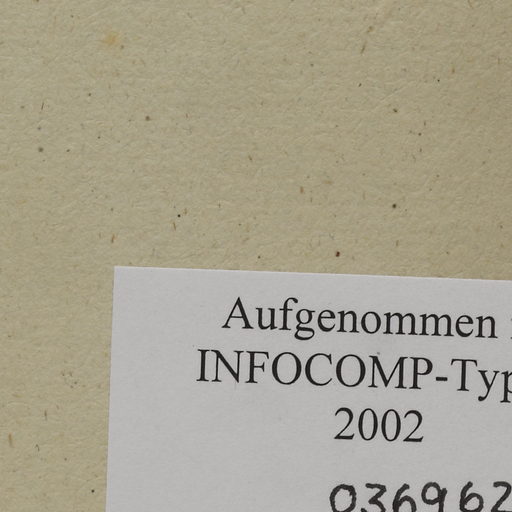 Aufgenommen
INFOCOMP-Typ
2002
036962